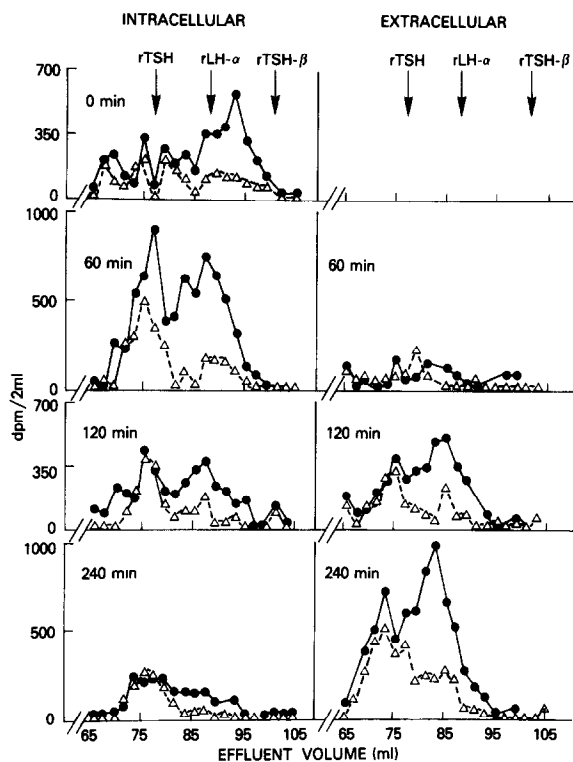 INTRACELLULAR EXTRACELLULAR
rTSH rLH-α rTSH-β rTSH rLH-α rTSH-β
700
0 min
350
0
1000
60 min 60 min
500
0
700
120 min 120 min
350
0
1000
240 min 240 min
500
0
65 75 85 95 105 65 75 85 95 105
dpm/2ml
EFFLUENT VOLUME (ml)